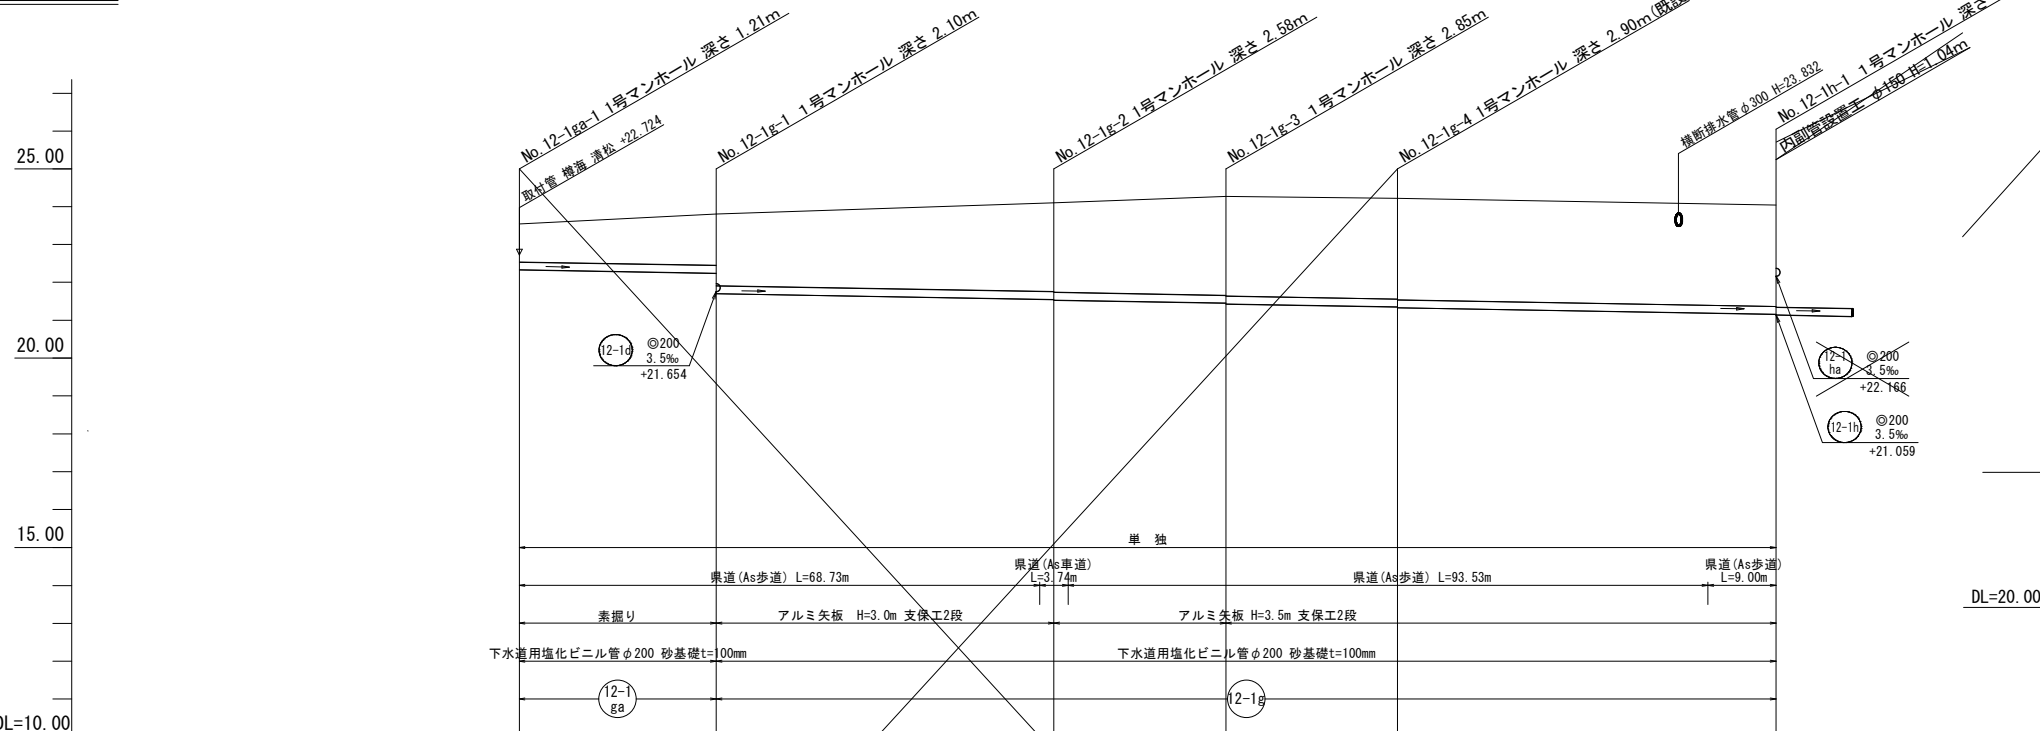 No.12-1ga-1 1号マンホール 深さ 1.21m
取付管 樽海 清松 +22.724
No.12-1g-1 1号マンホール 深さ 2.10m
No.12-1g-2 1号マンホール 深さ 2.58m
No.12-1g-3 1号マンホール 深さ 2.85m
No.12-1g-4 1号マンホール 深さ 2.90m(既設
横断排水管φ300 H=23.832
No.12-1h-1 1号マンホール 深さ
内副管設置工 φ150 H=1.04m
25.00
20.00
15.00
DL=10.00
12-1d ◎200
3.5‰
+21.654
12-1 ha ◎200
3.5‰
+22.166
12-1h ◎200
3.5‰
+21.059
単 独
県道(As歩道) L=68.73m
県道(As車道)
L=3.74m
県道(As歩道) L=93.53m
県道(As歩道)
L=9.00m
素掘り
アルミ矢板 H=3.0m 支保工2段
アルミ矢板 H=3.5m 支保工2段
下水道用塩化ビニル管φ200 砂基礎t=100mm
下水道用塩化ビニル管φ200 砂基礎t=100mm
12-1
ga
12-1g
DL=20.00